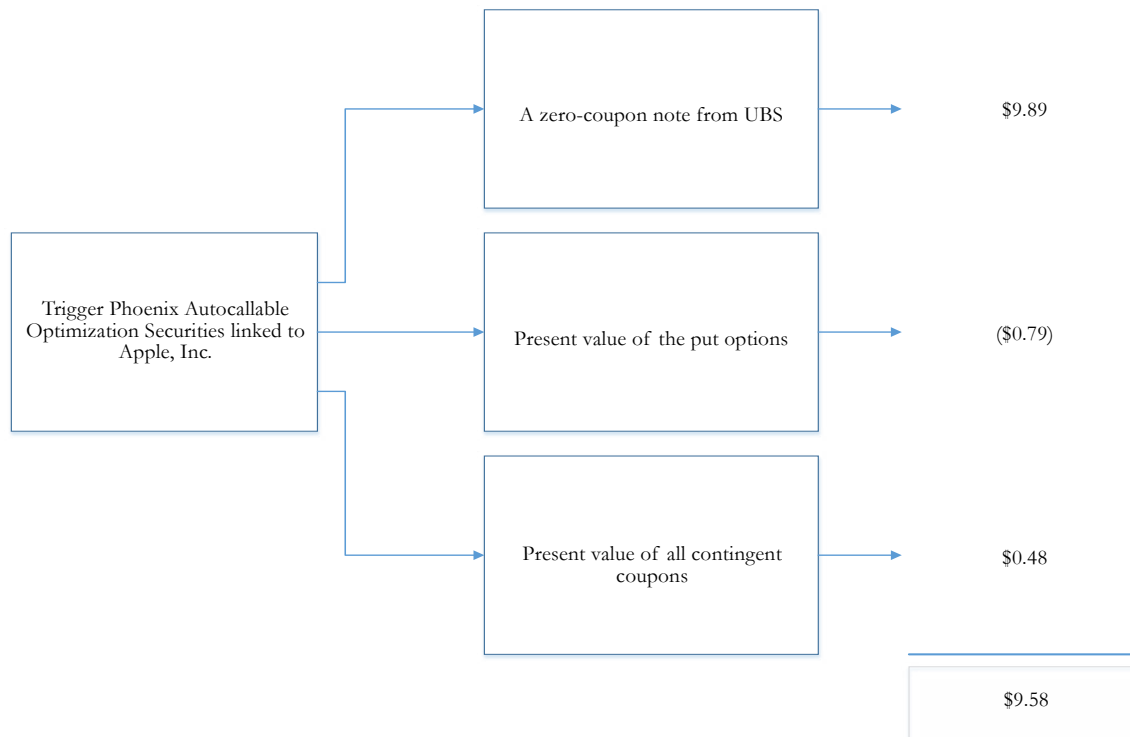 A zero-coupon note from UBS
$9.89
Trigger Phoenix Autocallable
Optimization Securities linked to
Apple, Inc.
Present value of the put options
($0.79)
Present value of all contingent
coupons
$0.48
$9.58